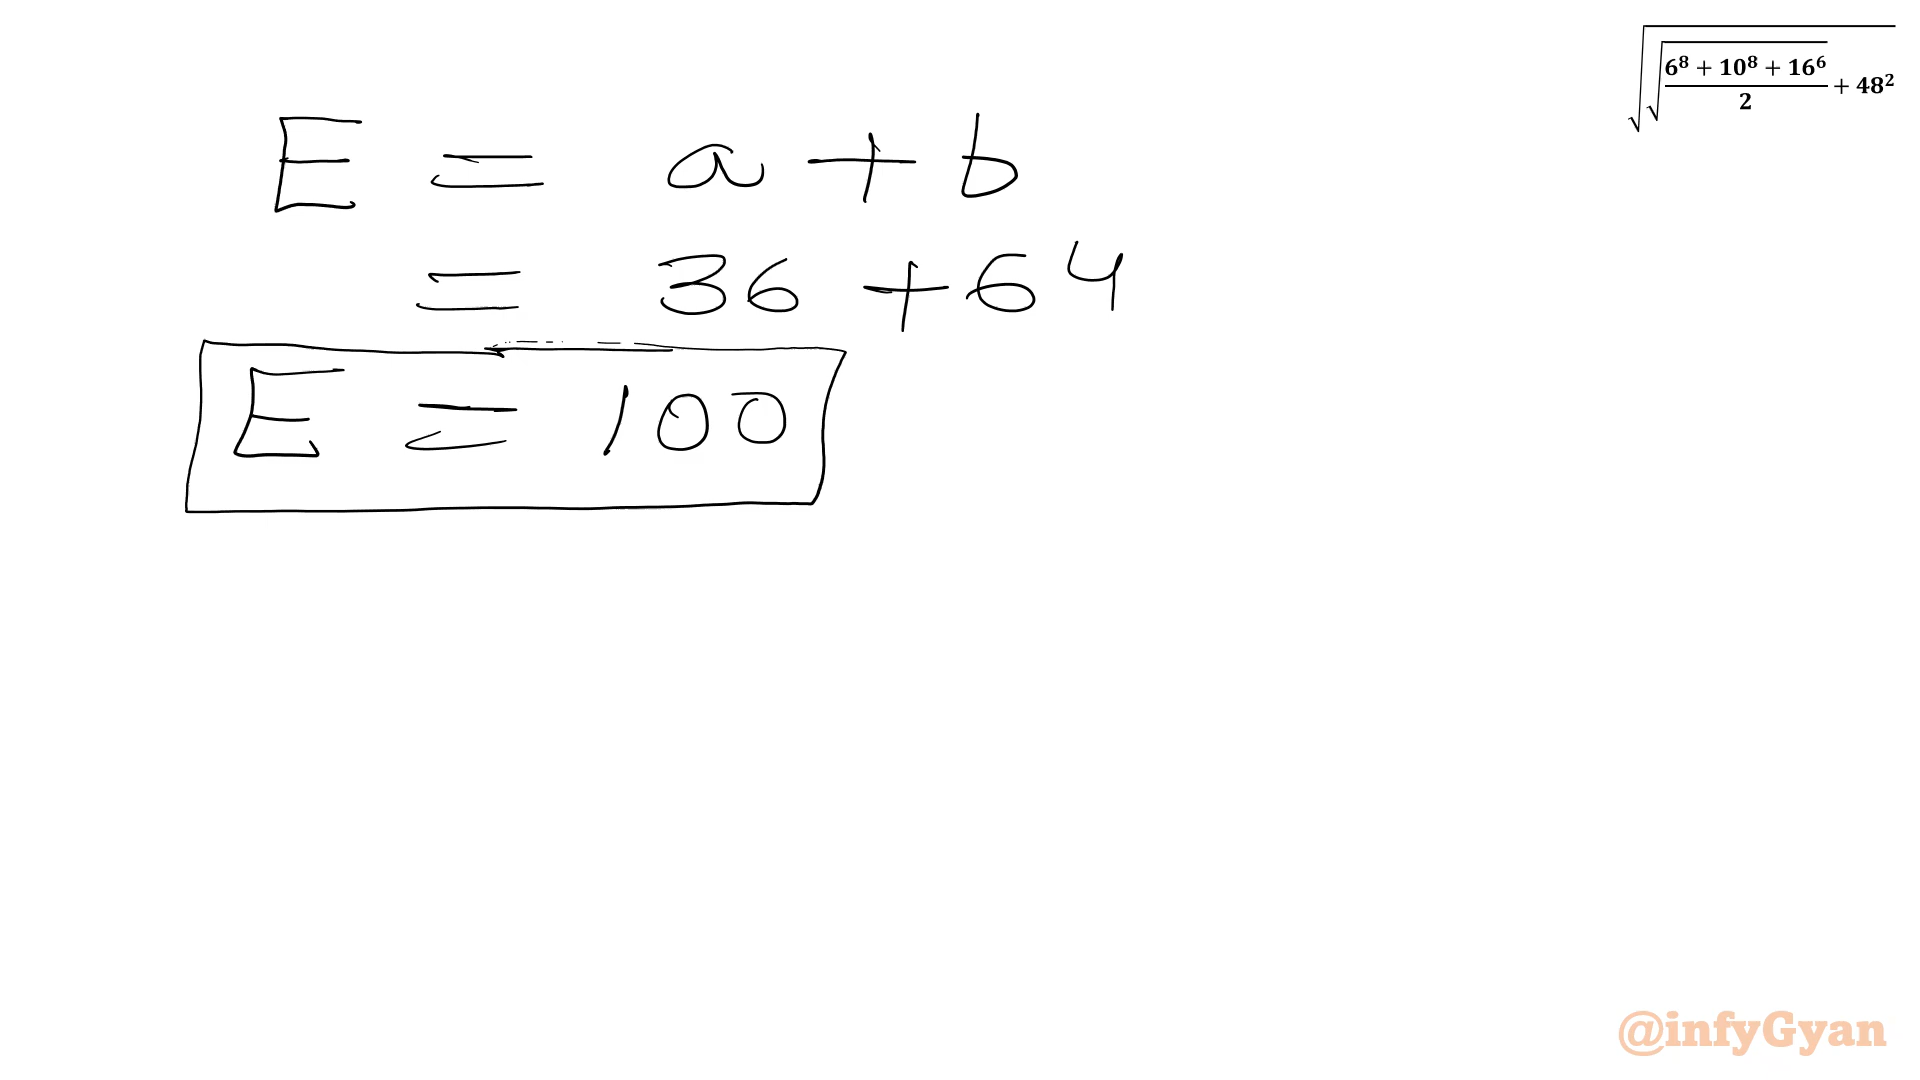 √(√((6⁸ + 10⁸ + 16⁶)/2) + 48²)
E = a + b
= 36 + 64
E = 100
@infyGyan